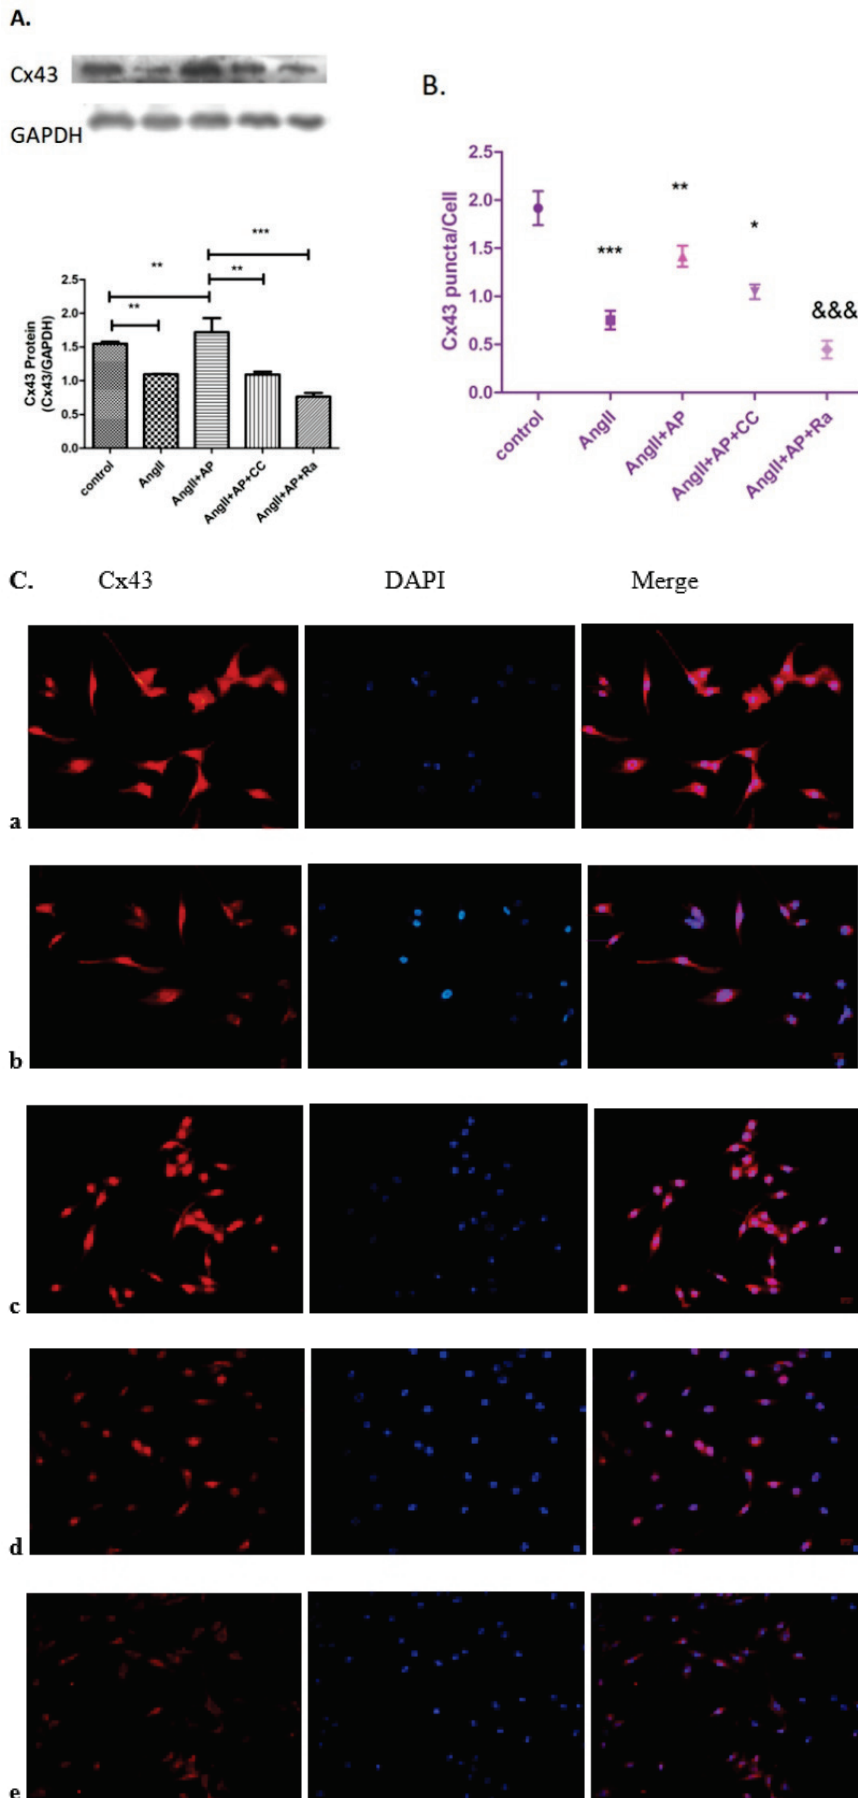 A.
Cx43
GAPDH
***
**
**
**
2.5
2.0
1.5
1.0
0.5
0.0
Cx43 Protein
(Cx43/GAPDH)
control
AngII
AngII+AP
AngII+AP+CC
AngII+AP+Ra
B.
2.5
2.0
1.5
1.0
0.5
0.0
Cx43 puncta/Cell
***
**
*
&&&
control
AngII
AngII+AP
AngII+AP+CC
AngII+AP+Ra
C. Cx43 DAPI Merge
a
b
c
d
e